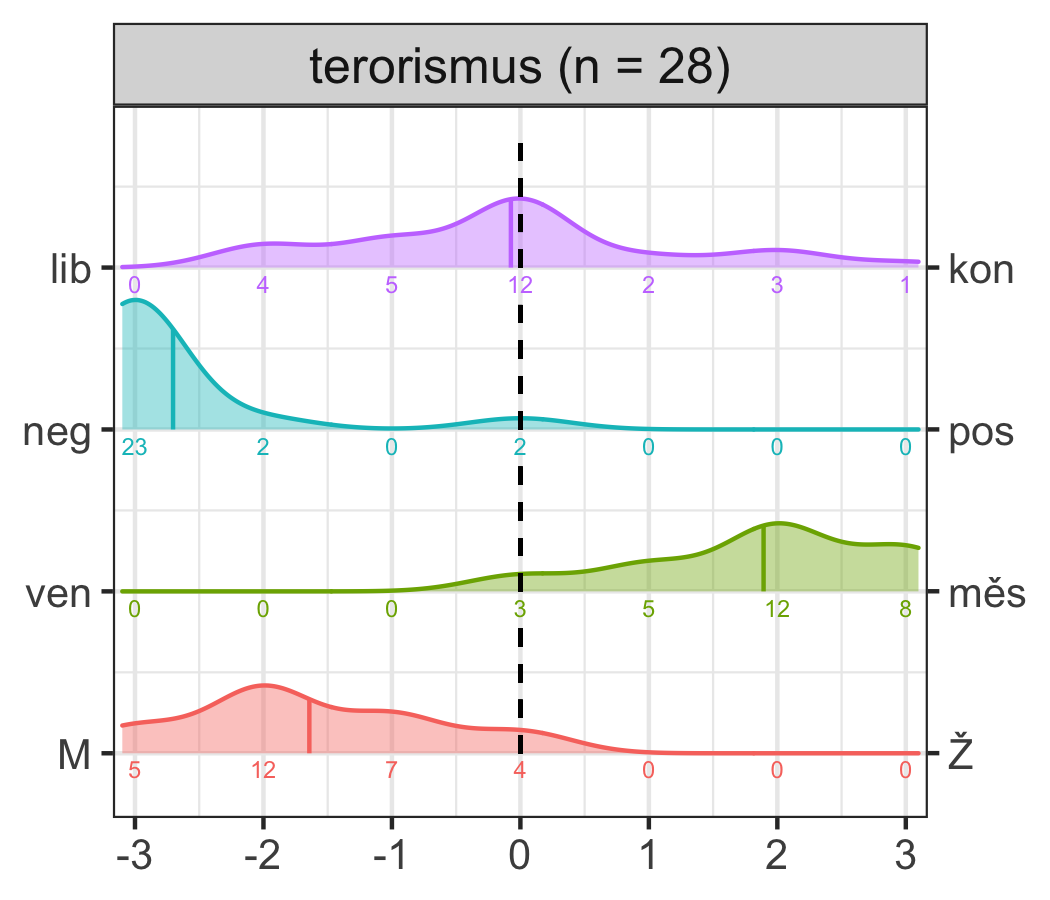 terorismus (n = 28)
lib kon
0 4 5 12 2 3 1
neg pos
23 2 0 2 0 0 0
ven měs
0 0 0 3 5 12 8
M Ž
5 12 7 4 0 0 0
-3 -2 -1 0 1 2 3